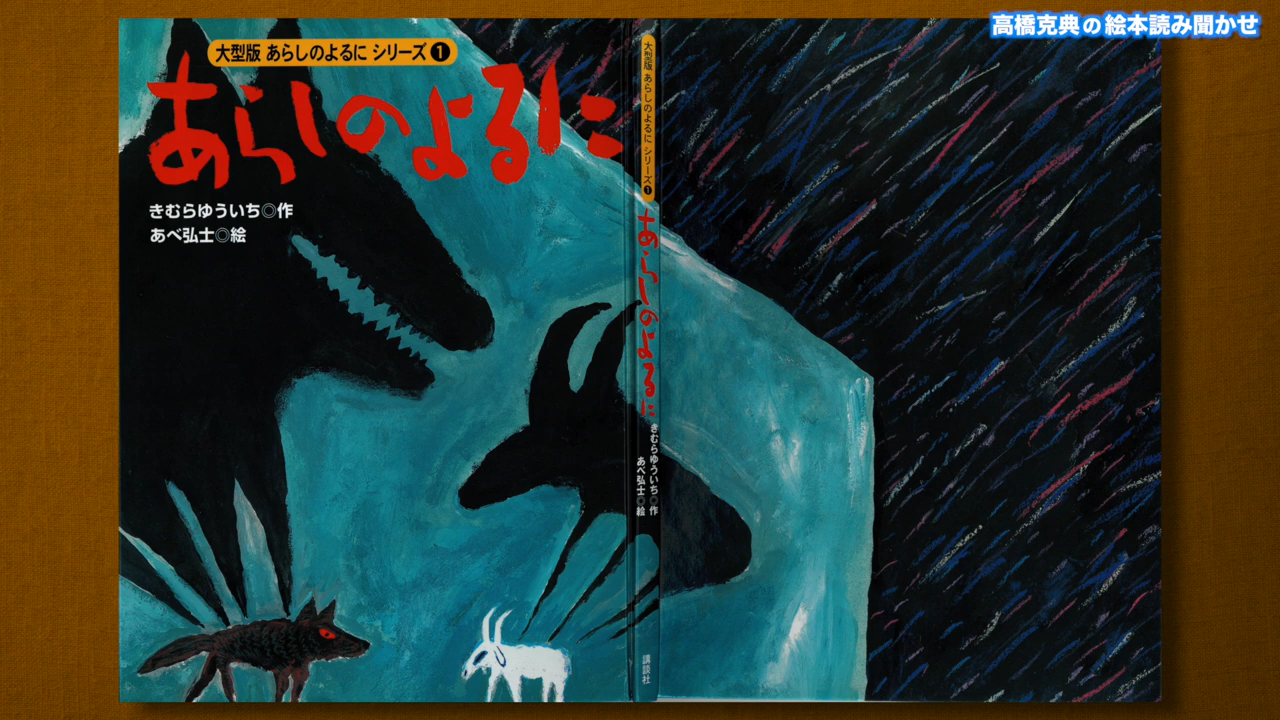 高橋克典の絵本読み聞かせ
大型版 あらしのよるに シリーズ❶
あらしのよるに
きむらゆういち◎作
あべ弘士◎絵
大型版 あらしのよるに シリーズ❶
あらしのよるに
きむらゆういち◎作
あべ弘士◎絵
講談社